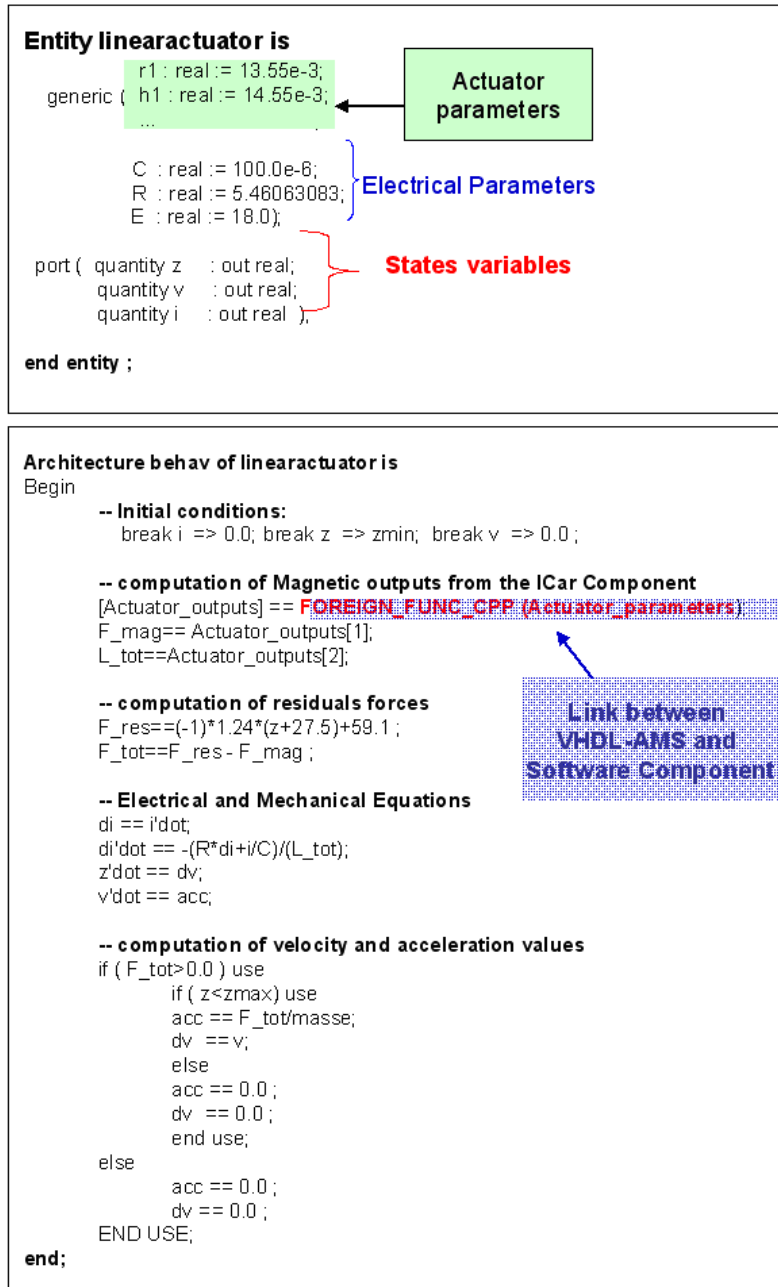 Entity linearactuator is
r1 : real := 13.55e-3;
generic ( h1 : real := 14.55e-3;
...
;
Actuator
parameters
C : real := 100.0e-6;
R : real := 5.46063083;
E : real := 18.0);
Electrical Parameters
port ( quantity z : out real;
quantity v : out real;
quantity i : out real );
States variables
end entity ;
Architecture behav of linearactuator is
Begin
-- Initial conditions:
break i => 0.0; break z => zmin; break v => 0.0 ;
-- computation of Magnetic outputs from the ICar Component
[Actuator_outputs] == FOREIGN_FUNC_CPP (Actuator_parameters);
F_mag== Actuator_outputs[1];
L_tot==Actuator_outputs[2];
Link between
VHDL-AMS and
Software Component
-- computation of residuals forces
F_res==(-1)*1.24*(z+27.5)+59.1 ;
F_tot==F_res - F_mag ;
-- Electrical and Mechanical Equations
di == i'dot;
di'dot == -(R*di+i/C)/(L_tot);
z'dot == dv;
v'dot == acc;
-- computation of velocity and acceleration values
if ( F_tot>0.0 ) use
if ( z<zmax) use
acc == F_tot/masse;
dv ==v;
else
acc == 0.0 ;
dv == 0.0 ;
end use;
else
acc == 0.0 ;
dv == 0.0 ;
END USE;
end;